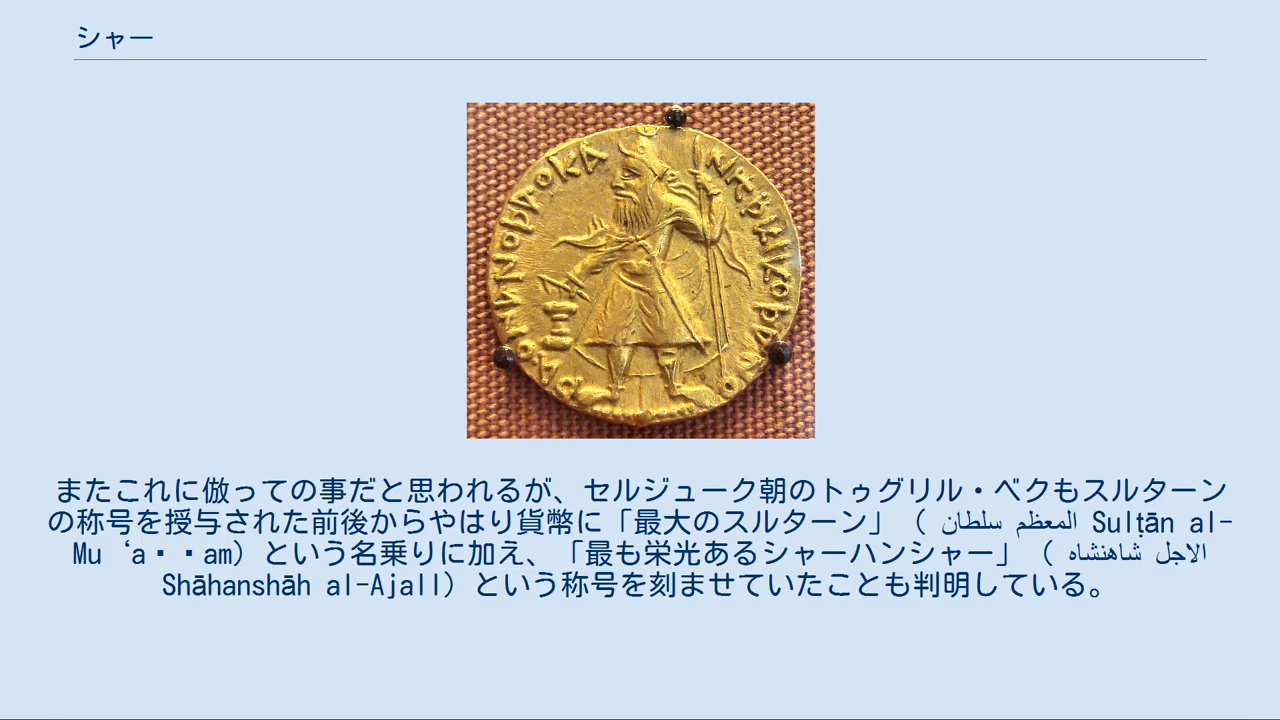 シャー
またこれに倣っての事だと思われるが、セルジューク朝のトゥグリル・ベクもスルターン
の称号を授与された前後からやはり貨幣に「最大のスルターン」（ المعظم سلطان Sulṭān al-
Mu‘a▪▪am）という名乗りに加え、「最も栄光あるシャーハンシャー」（ الاجل شاهنشاه
Shāhanshāh al-Ajall）という称号を刻ませていたことも判明している。